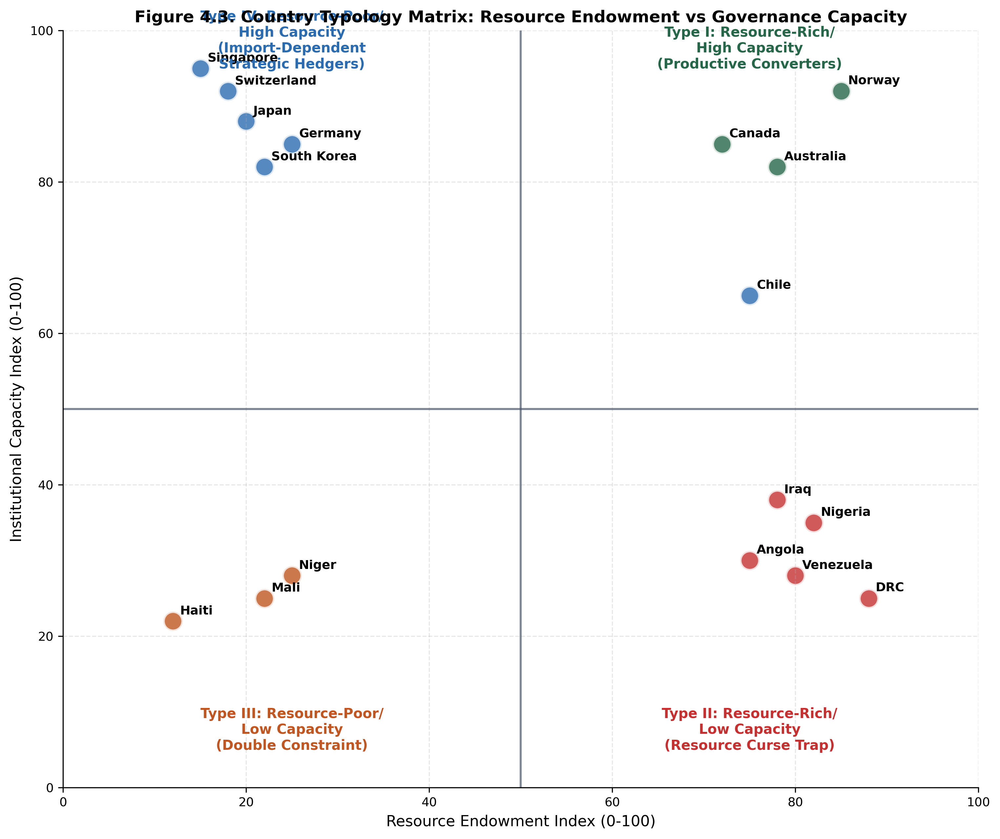 Figure 4.3: Country Typology Matrix: Resource Endowment vs Governance Capacity
Type IV: Resource-Poor/
High Capacity
(Import-Dependent
Strategic Hedgers)
Type I: Resource-Rich/
High Capacity
(Productive Converters)
Singapore
Switzerland
Japan
Germany
South Korea
Norway
Canada
Australia
Chile
Iraq
Nigeria
Angola
Venezuela
DRC
Niger
Mali
Haiti
Type III: Resource-Poor/
Low Capacity
(Double Constraint)
Type II: Resource-Rich/
Low Capacity
(Resource Curse Trap)
Institutional Capacity Index (0-100)
100
80
60
40
20
0
0
20
40
60
80
100
Resource Endowment Index (0-100)